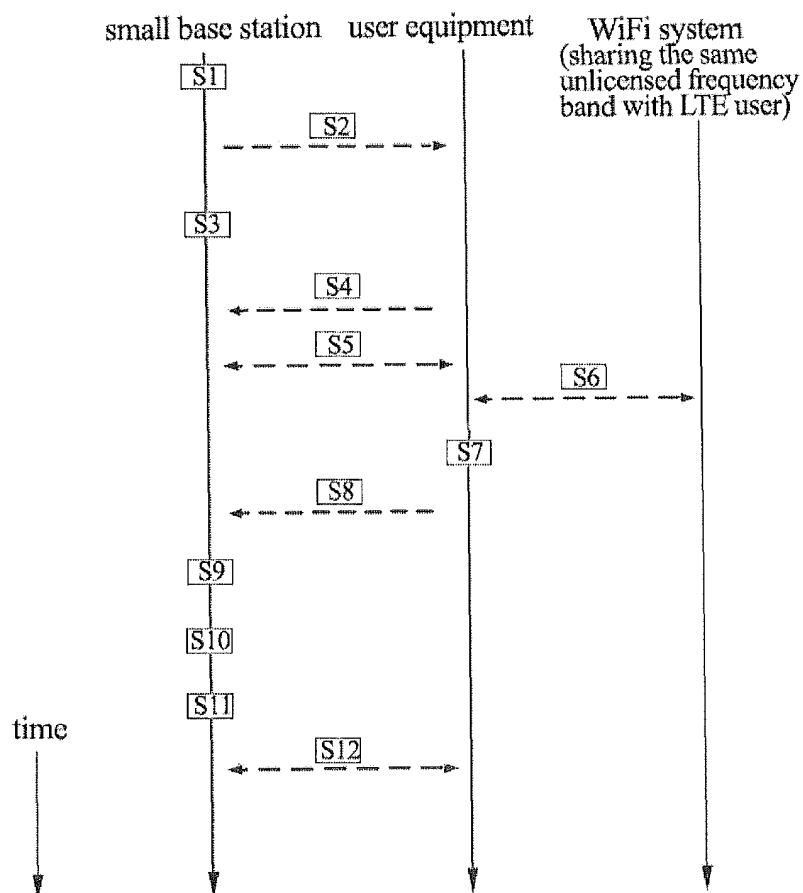 small base station
user equipment
WiFi system
(sharing the same
unlicensed frequency
band with LTE user)
S1
S2
S3
S4
S5
S6
S7
S8
S9
S10
S11
time
S12